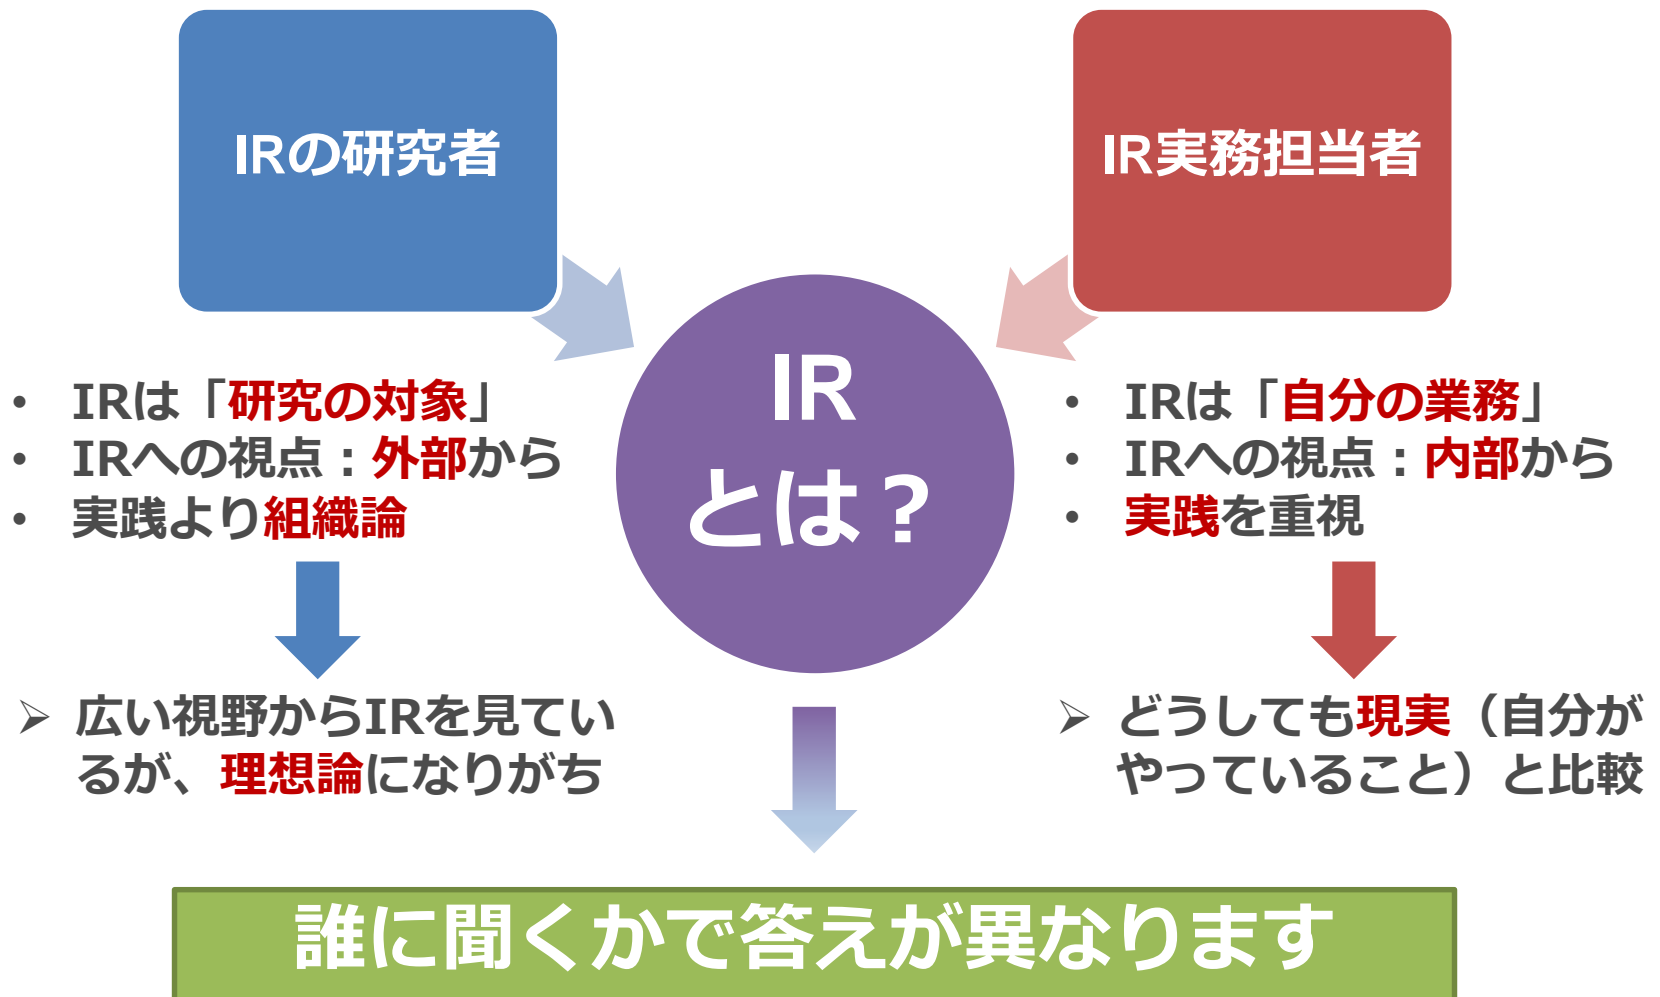 IRの研究者
IR実務担当者
IR
とは？
• IRは「研究の対象」
• IRへの視点：外部から
• 実践より組織論
➢ 広い視野からIRを見てい
るが、理想論になりがち
• IRは「自分の業務」
• IRへの視点：内部から
• 実践を重視
➢ どうしても現実（自分が
やっていること）と比較
誰に聞くかで答えが異なります